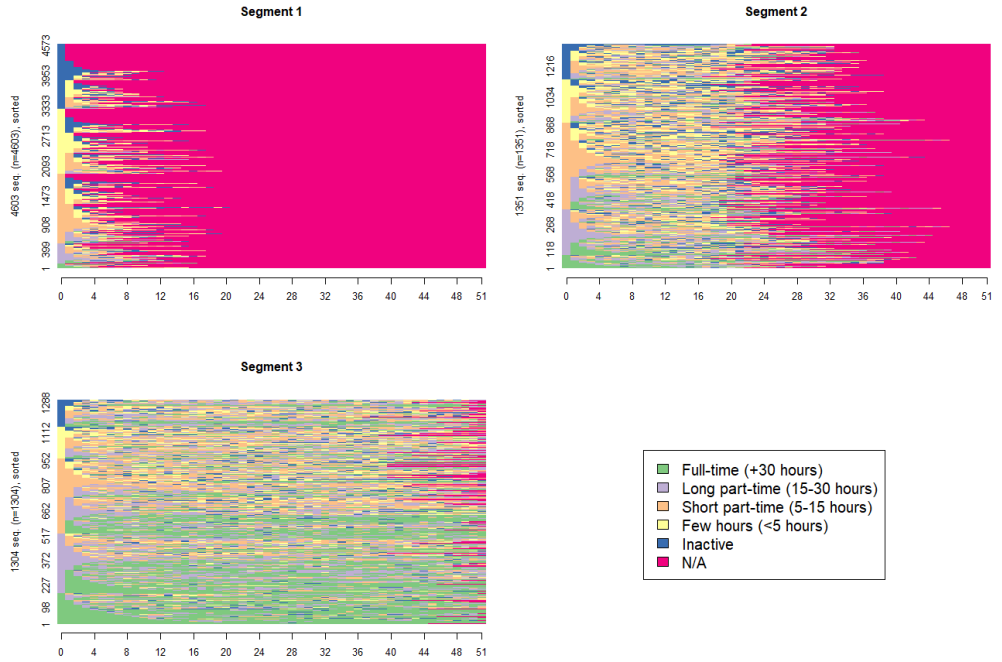 Segment 1
4603 seq. (n=4603), sorted
1 399 908 1473 2093 2713 3333 3953 4573
0 4 8 12 16 20 24 28 32 36 40 44 48 51
Segment 2
1351 seq. (n=1351), sorted
1 118 268 418 568 718 868 1034 1216
0 4 8 12 16 20 24 28 32 36 40 44 48 51
Segment 3
1304 seq. (n=1304), sorted
1 98 227 372 517 662 807 952 1112 1288
0 4 8 12 16 20 24 28 32 36 40 44 48 51
Full-time (+30 hours)
Long part-time (15-30 hours)
Short part-time (5-15 hours)
Few hours (<5 hours)
Inactive
N/A